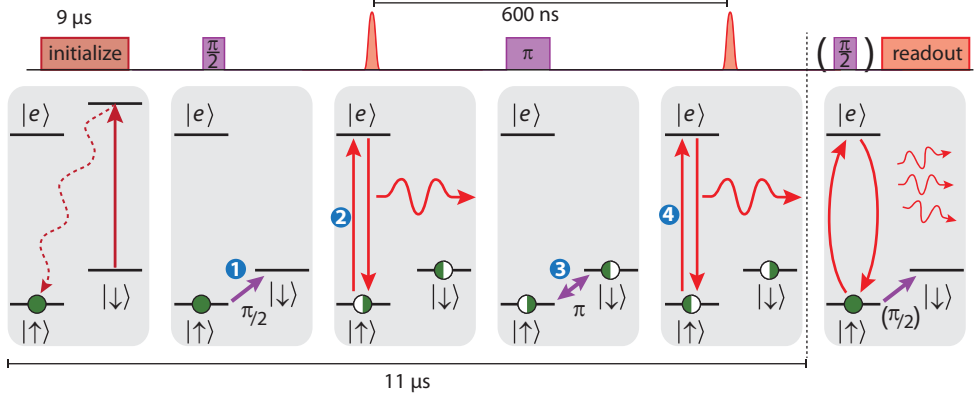 600 ns
9 µs
initialize
π/2
π
(π/2)
readout
|e⟩
|e⟩
|e⟩
|e⟩
|e⟩
|e⟩
1
2
3
4
|↓⟩
|↑⟩
π/2
|↓⟩
|↑⟩
|↓⟩
|↑⟩
π
|↓⟩
|↑⟩
|↓⟩
|↑⟩
(π/2)
|↓⟩
|↑⟩
11 µs